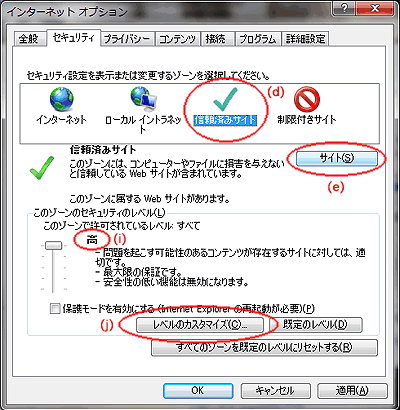 インターネット オプション
全般 セキュリティ プライバシー コンテンツ 接続 プログラム 詳細設定
セキュリティ設定を表示または変更するゾーンを選択してください。
(d)
インターネット ローカル イントラネット 信頼済みサイト 制限付きサイト
信頼済みサイト
サイト(S)
このゾーンには、コンピューターやファイルに損害を与えない
と信頼している Web サイトが含まれています。
(e)
このゾーンに属する Web サイトがあります。
このゾーンのセキュリティのレベル(L)
このゾーンで許可されているレベル: すべて
高 (i)
- 問題を起こす可能性のあるコンテンツが存在するサイトに対しては、適
切です。
- 最大限の保護です。
- 安全性の低い機能は無効になります。
保護モードを有効にする (Internet Explorer の再起動が必要)(P)
(j) レベルのカスタマイズ(C)... 既定のレベル(D)
すべてのゾーンを既定のレベルにリセットする(R)
OK キャンセル 適用(A)